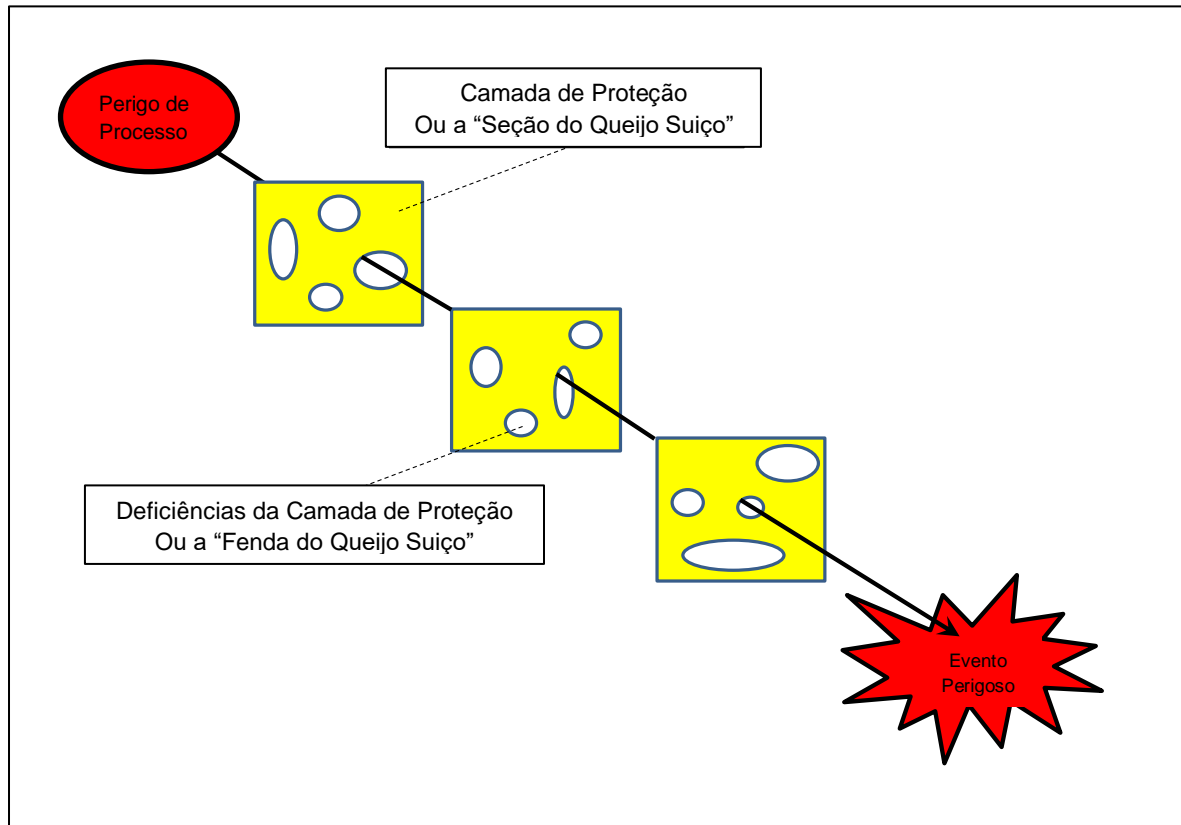 Perigo de
Processo
Camada de Proteção
Ou a “Seção do Queijo Suiço”
Deficiências da Camada de Proteção
Ou a “Fenda do Queijo Suiço”
Evento
Perigoso